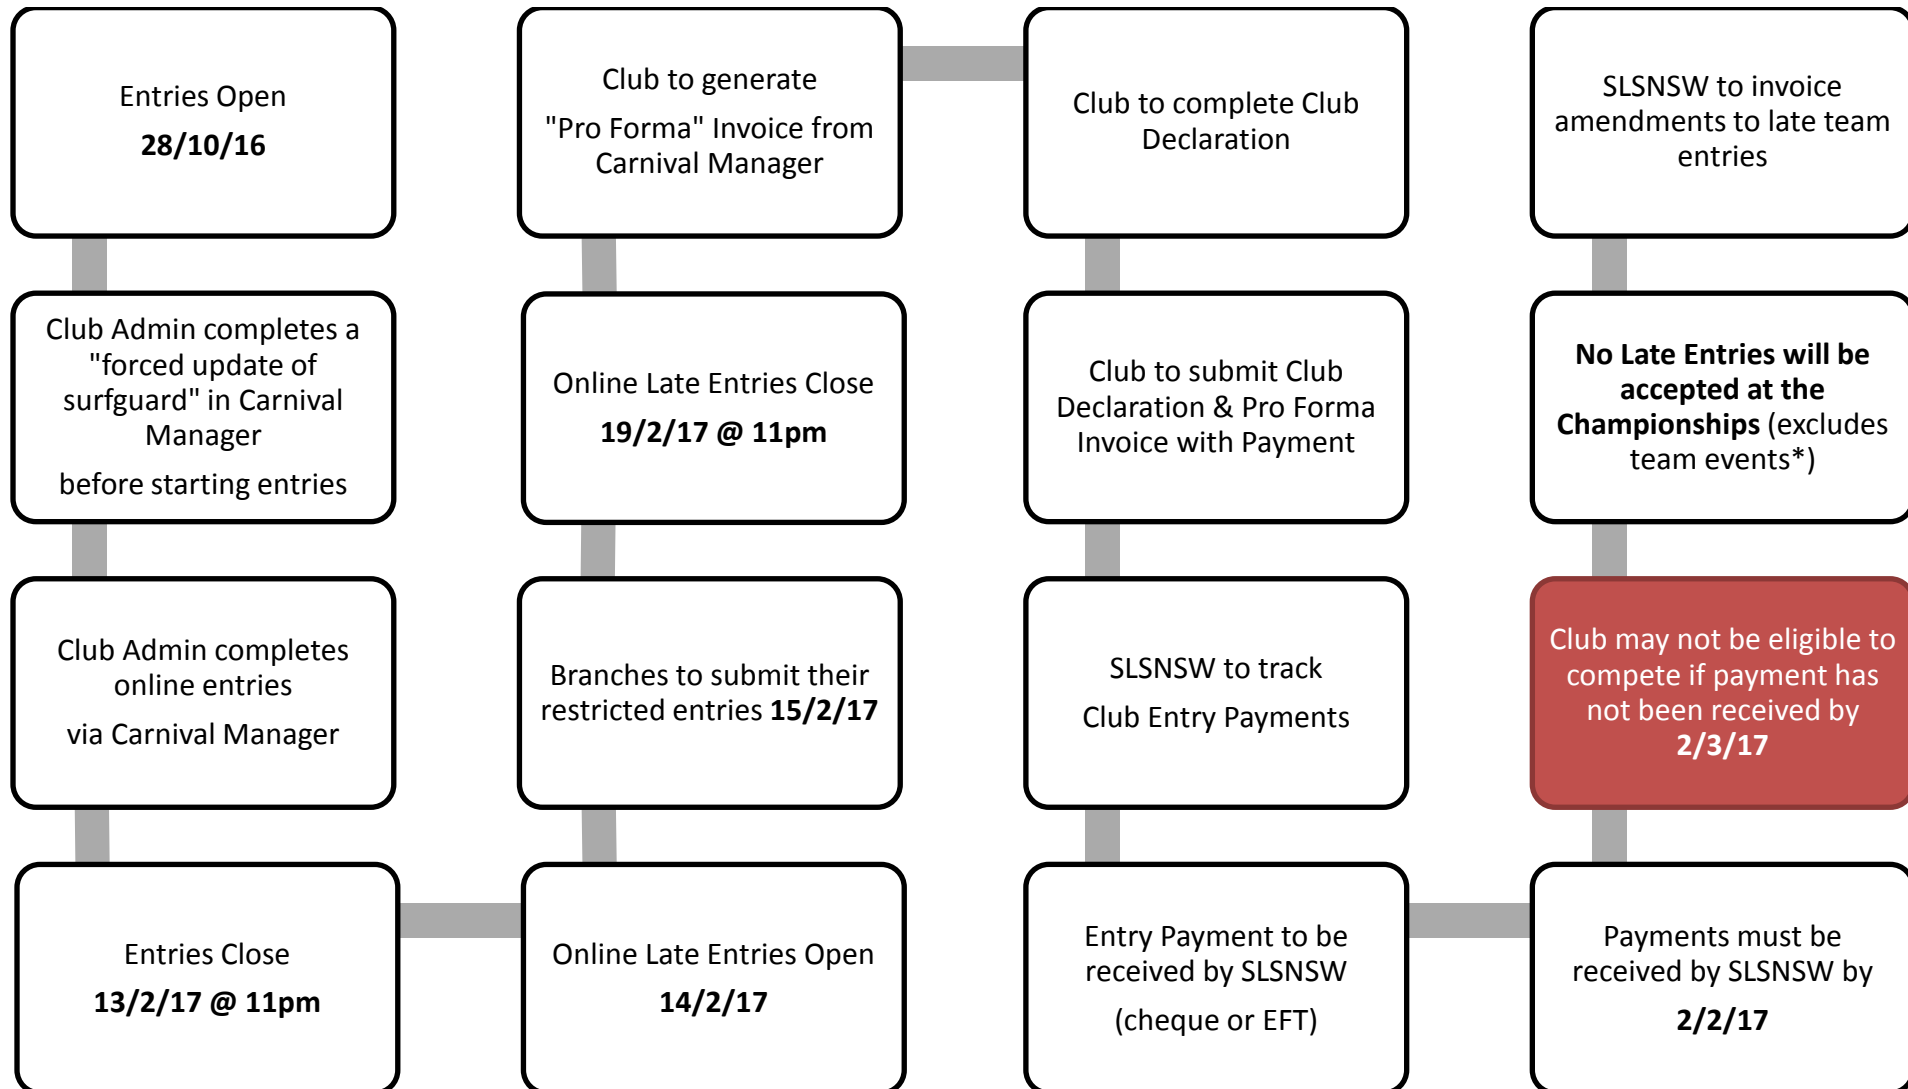 Entries Open
28/10/16
Club Admin completes a
"forced update of
surfguard" in Carnival
Manager
before starting entries
Club Admin completes
online entries
via Carnival Manager
Entries Close
13/2/17 @ 11pm
Online Late Entries Open
14/2/17
Branches to submit their
restricted entries 15/2/17
Online Late Entries Close
19/2/17 @ 11pm
Club to generate
"Pro Forma" Invoice from
Carnival Manager
Club to complete Club
Declaration
Club to submit Club
Declaration & Pro Forma
Invoice with Payment
SLSNSW to track
Club Entry Payments
Entry Payment to be
received by SLSNSW
(cheque or EFT)
Payments must be
received by SLSNSW by
2/2/17
Club may not be eligible to
compete if payment has
not been received by
2/3/17
No Late Entries will be
accepted at the
Championships (excludes
team events*)
SLSNSW to invoice
amendments to late team
entries